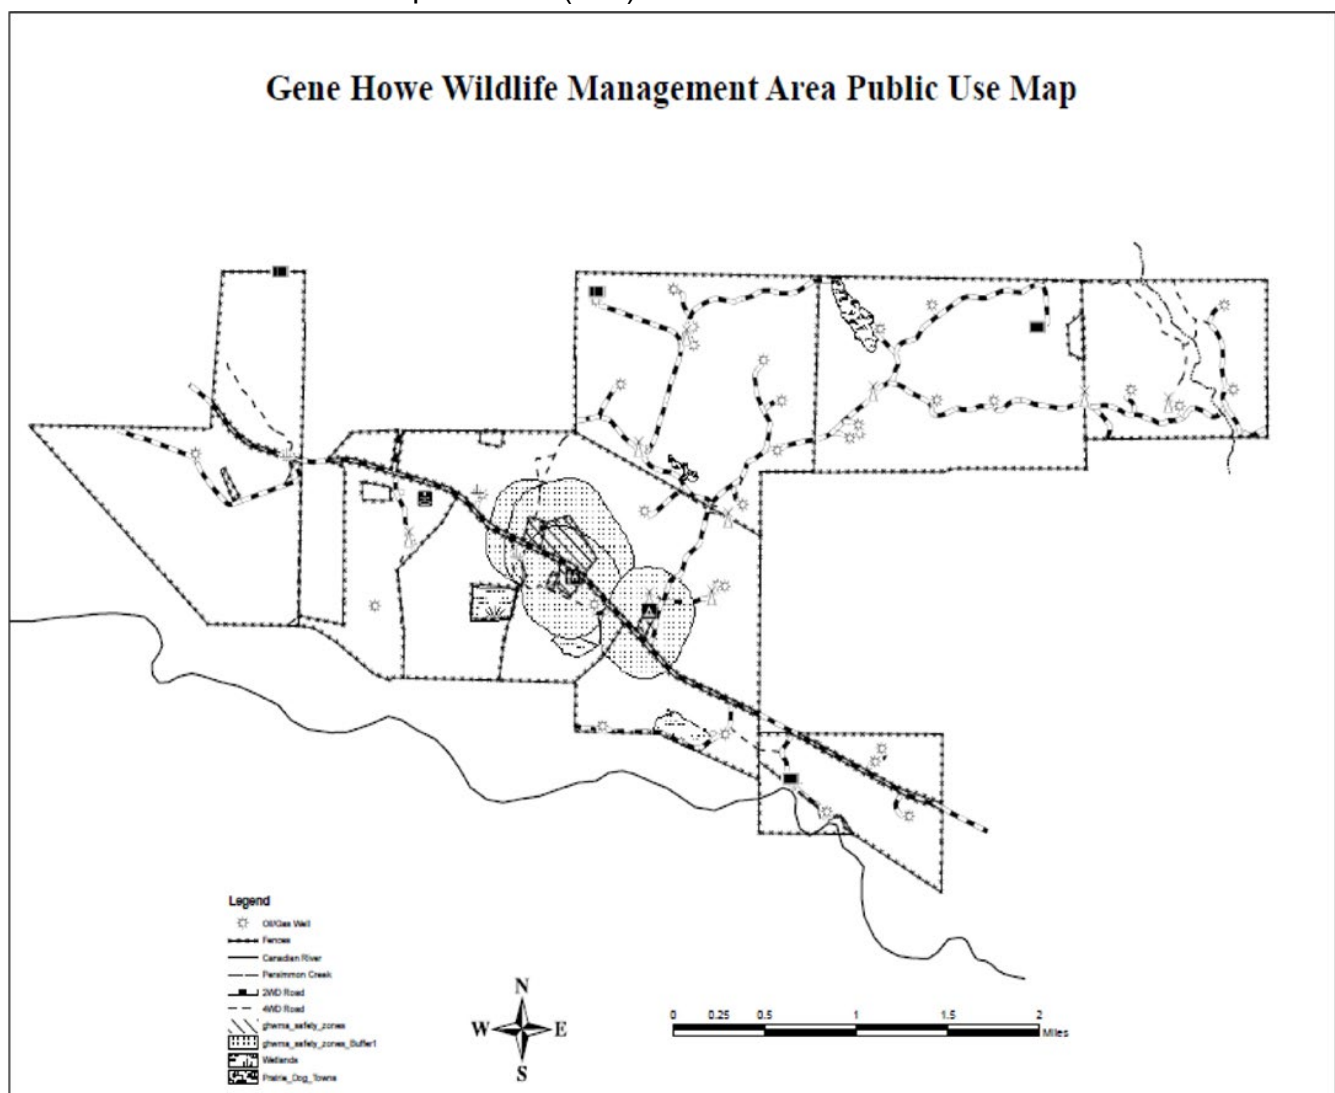 Gene Howe Wildlife Management Area Public Use Map
Legend
Oil/Gas Well
Fences
Canadian River
Persimmon Creek
2WD Road
4WD Road
ghwma_safety_zones
ghwma_safety_zones_Buffer1
Wetlands
Prairie_Dog_Towns
N
W E
S
0 0.25 0.5 1 1.5 2
Miles